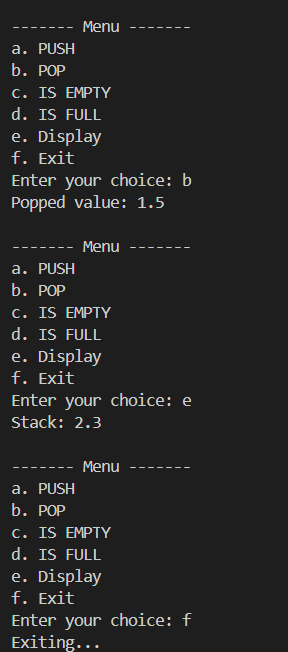 ------- Menu -------
a. PUSH
b. POP
c. IS EMPTY
d. IS FULL
e. Display
f. Exit
Enter your choice: b
Popped value: 1.5
------- Menu -------
a. PUSH
b. POP
c. IS EMPTY
d. IS FULL
e. Display
f. Exit
Enter your choice: e
Stack: 2.3
------- Menu -------
a. PUSH
b. POP
c. IS EMPTY
d. IS FULL
e. Display
f. Exit
Enter your choice: f
Exiting...